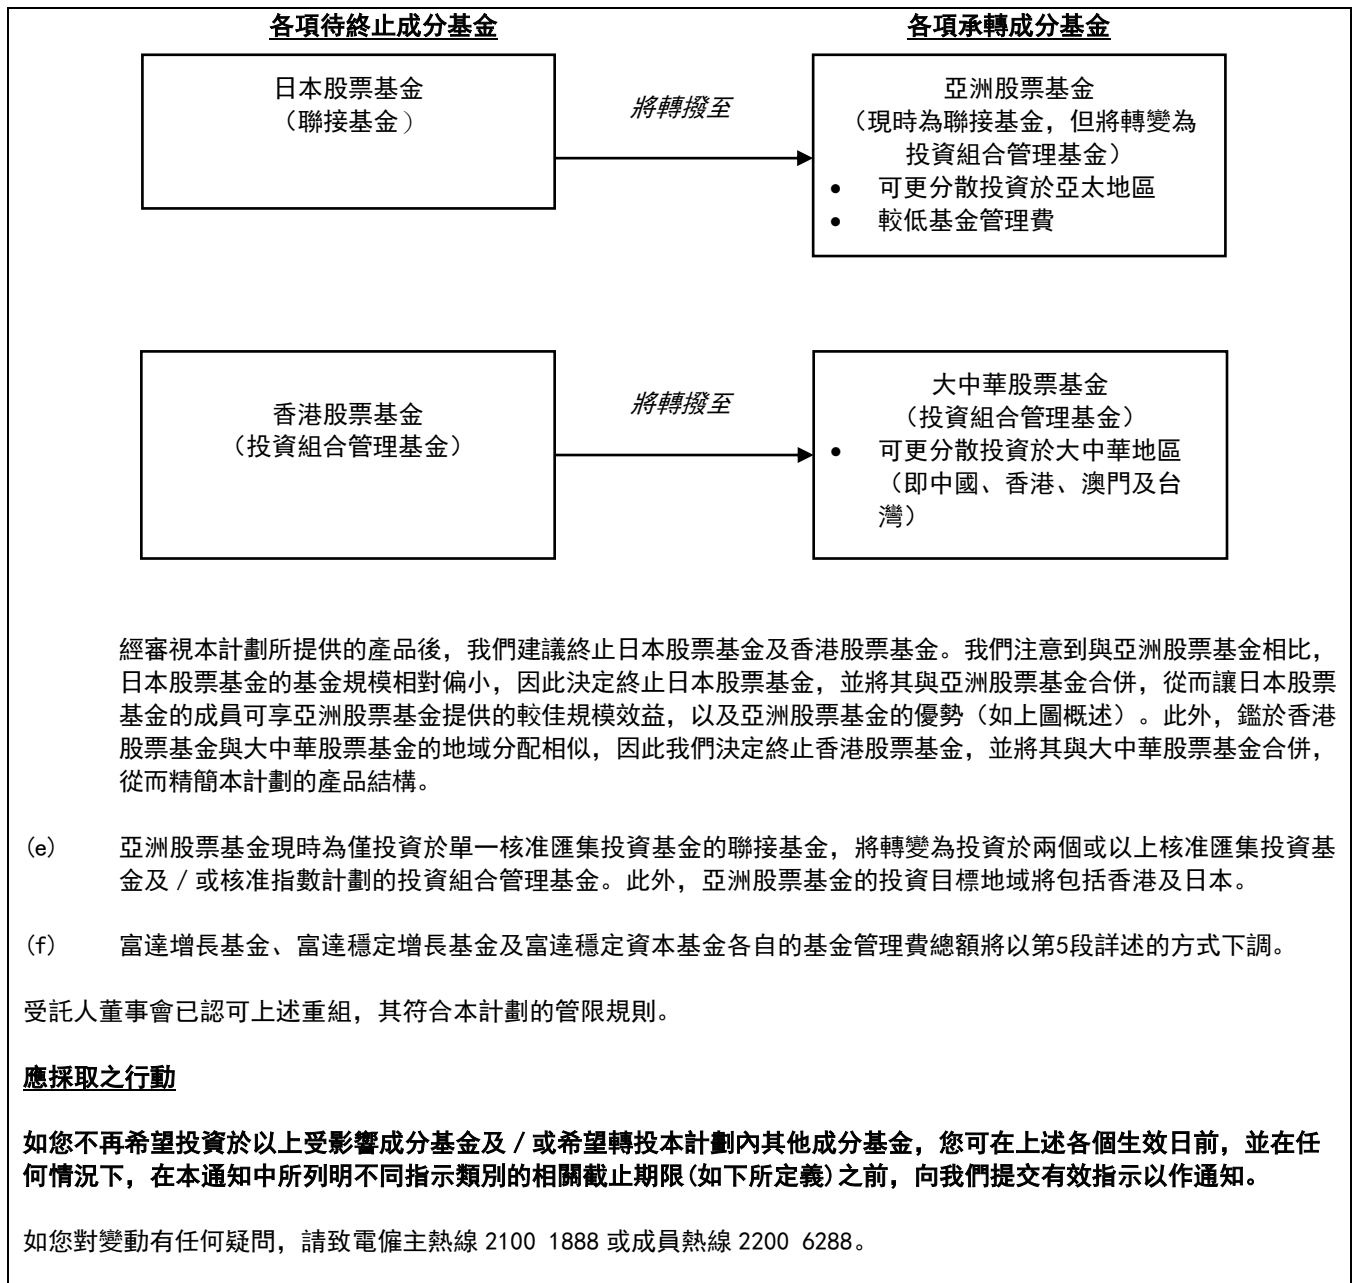 各項待終止成分基金
各項承轉成分基金
日本股票基金
（聯接基金）
將轉撥至
亞洲股票基金
（現時為聯接基金，但將轉變為
投資組合管理基金）
• 可更分散投資於亞太地區
• 較低基金管理費
香港股票基金
（投資組合管理基金）
將轉撥至
大中華股票基金
（投資組合管理基金）
• 可更分散投資於大中華地區
（即中國、香港、澳門及台
灣）
經審視本計劃所提供的產品後，我們建議終止日本股票基金及香港股票基金。我們注意到與亞洲股票基金相比，
日本股票基金的基金規模相對偏小，因此決定終止日本股票基金，並將其與亞洲股票基金合併，從而讓日本股票
基金的成員可享亞洲股票基金提供的較佳規模效益，以及亞洲股票基金的優勢（如上圖概述）。此外，鑑於香港
股票基金與大中華股票基金的地域分配相似，因此我們決定終止香港股票基金，並將其與大中華股票基金合併，
從而精簡本計劃的產品結構。
(e) 亞洲股票基金現時為僅投資於單一核准匯集投資基金的聯接基金，將轉變為投資於兩個或以上核准匯集投資基
金及／或核准指數計劃的投資組合管理基金。此外，亞洲股票基金的投資目標地域將包括香港及日本。
(f) 富達增長基金、富達穩定增長基金及富達穩定資本基金各自的基金管理費總額將以第5段詳述的方式下調。
受託人董事會已認可上述重組，其符合本計劃的管限規則。
應採取之行動
如您不再希望投資於以上受影響成分基金及／或希望轉投本計劃內其他成分基金，您可在上述各個生效日前，並在任
何情況下，在本通知中所列明不同指示類別的相關截止期限(如下所定義)之前，向我們提交有效指示以作通知。
如您對變動有任何疑問，請致電僱主熱線 2100 1888 或成員熱線 2200 6288。